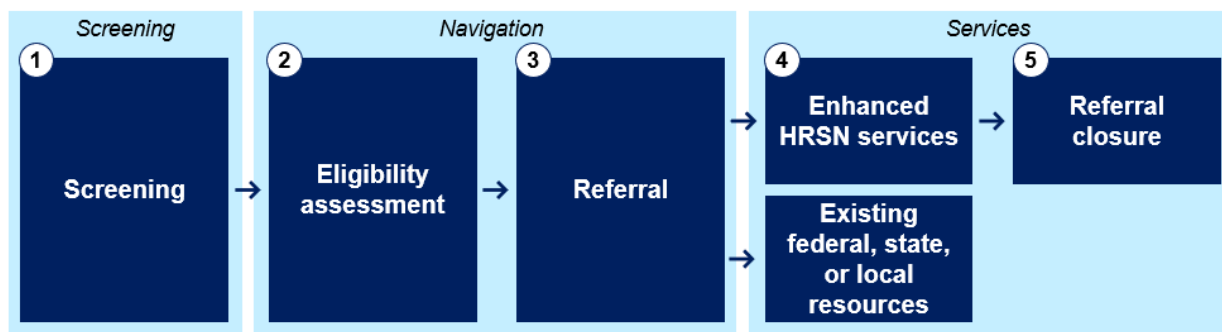 Screening
Navigation
Services
1
Screening
2
Eligibility
assessment
3
Referral
4
Enhanced
HRSN services
5
Referral
closure
Existing
federal, state,
or local
resources